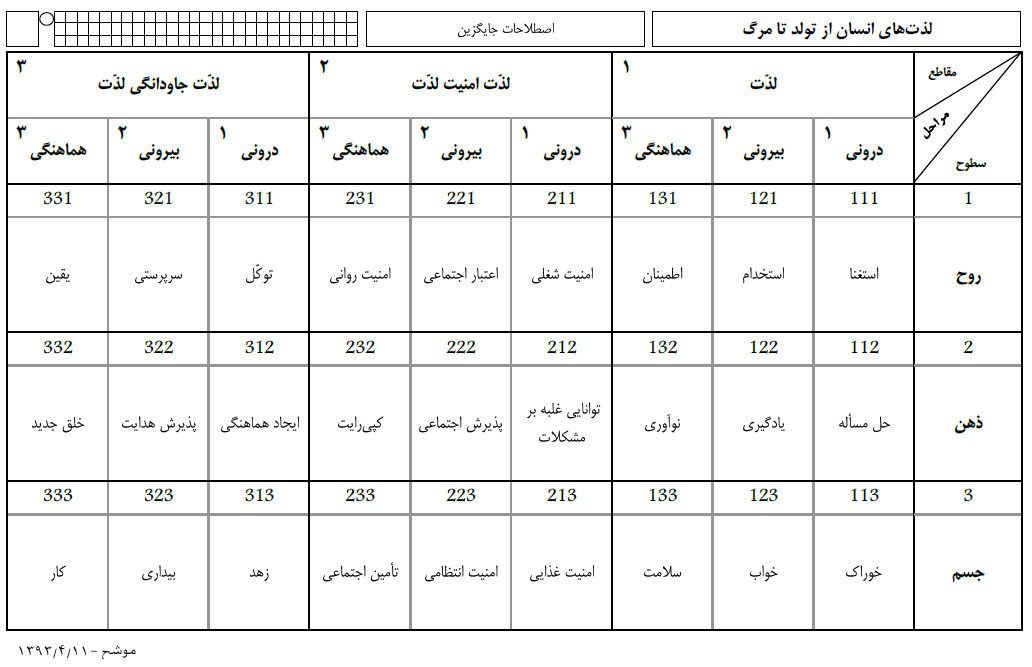 لذت‌های انسان از تولد تا مرگ
اصطلاحات جایگزین
مقاطع
مراحل
سطوح
۱ لذّت
۲ لذّت امنیت لذّت
۳ لذّت جاودانگی لذّت
۱ درونی
۲ بیرونی
۳ هماهنگی
۱ درونی
۲ بیرونی
۳ هماهنگی
۱ درونی
۲ بیرونی
۳ هماهنگی
1 111 121 131 211 221 231 311 321 331
روح استغنا استخدام اطمینان امنیت شغلی اعتبار اجتماعی امنیت روانی توکّل سرپرستی یقین
2 112 122 132 212 222 232 312 322 332
ذهن حل مسأله یادگیری نوآوری توانایی غلبه بر مشکلات پذیرش اجتماعی کپی‌رایت ایجاد هماهنگی پذیرش هدایت خلق جدید
3 113 123 133 213 223 233 313 323 333
جسم خوراک خواب سلامت امنیت غذایی امنیت انتظامی تأمین اجتماعی زهد بیداری کار
موشح - ۱۳۹۳/۴/۱۱